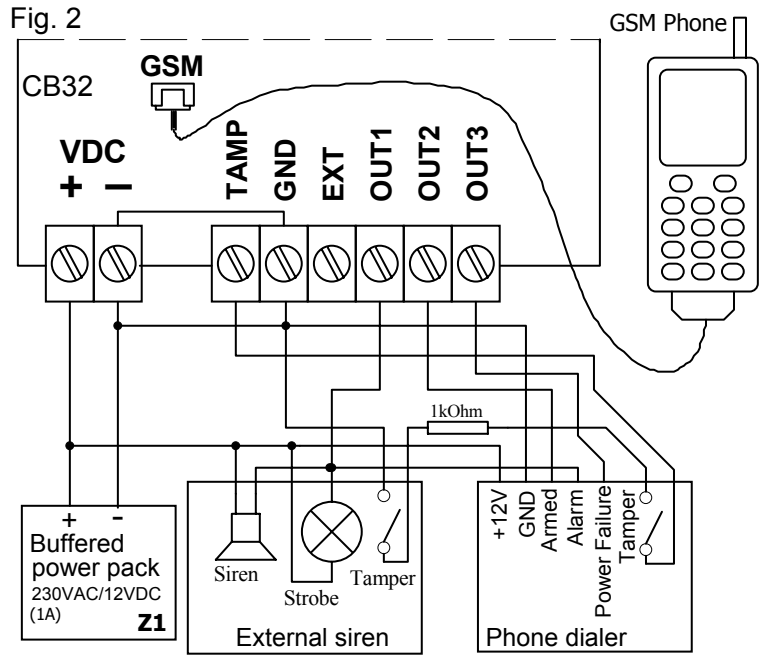 Fig. 2
GSM Phone
CB32
GSM
VDC
+ –
TAMP
GND
EXT
OUT1
OUT2
OUT3
1kOhm
+ -
Buffered
power pack
230VAC/12VDC
(1A)
Z1
Siren
Strobe
Tamper
External siren
+12V
GND
Armed
Alarm
Power Failure
Tamper
Phone dialer